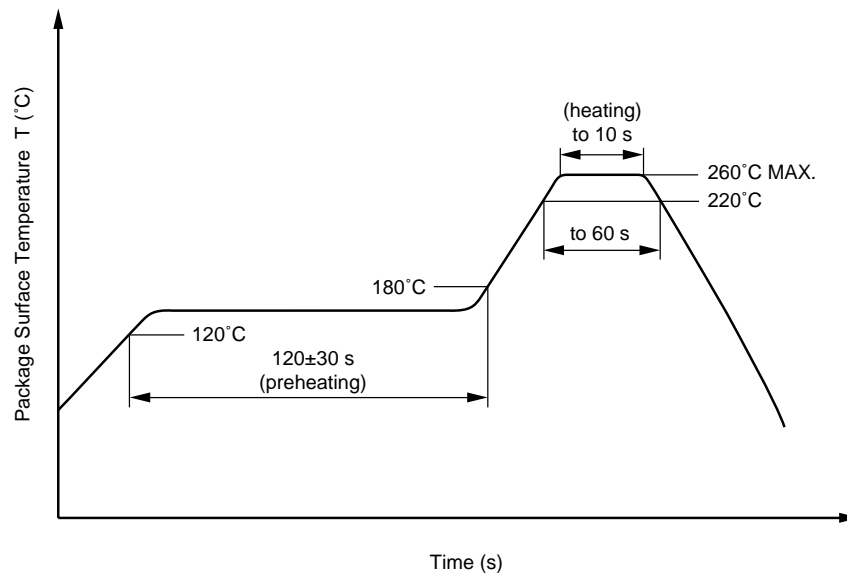 (heating)
to 10 s
260˚C MAX.
220˚C
to 60 s
180˚C
120˚C
120±30 s
(preheating)
Package Surface Temperature T (˚C)
Time (s)